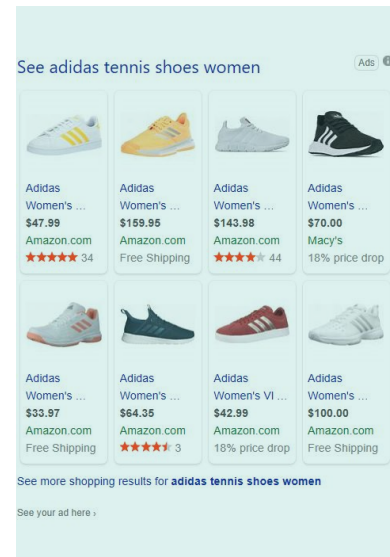 See adidas tennis shoes women
Ads
Adidas
Women's ...
$47.99
Amazon.com
34
Adidas
Women's ...
$159.95
Amazon.com
Free Shipping
Adidas
Women's ...
$143.98
Amazon.com
44
Adidas
Women's ...
$70.00
Macy's
18% price drop
Adidas
Women's ...
$33.97
Amazon.com
Free Shipping
Adidas
Women's ...
$64.35
Amazon.com
3
Adidas
Women's VI ...
$42.99
Amazon.com
18% price drop
Adidas
Women's ...
$100.00
Amazon.com
Free Shipping
See more shopping results for adidas tennis shoes women
See your ad here ›